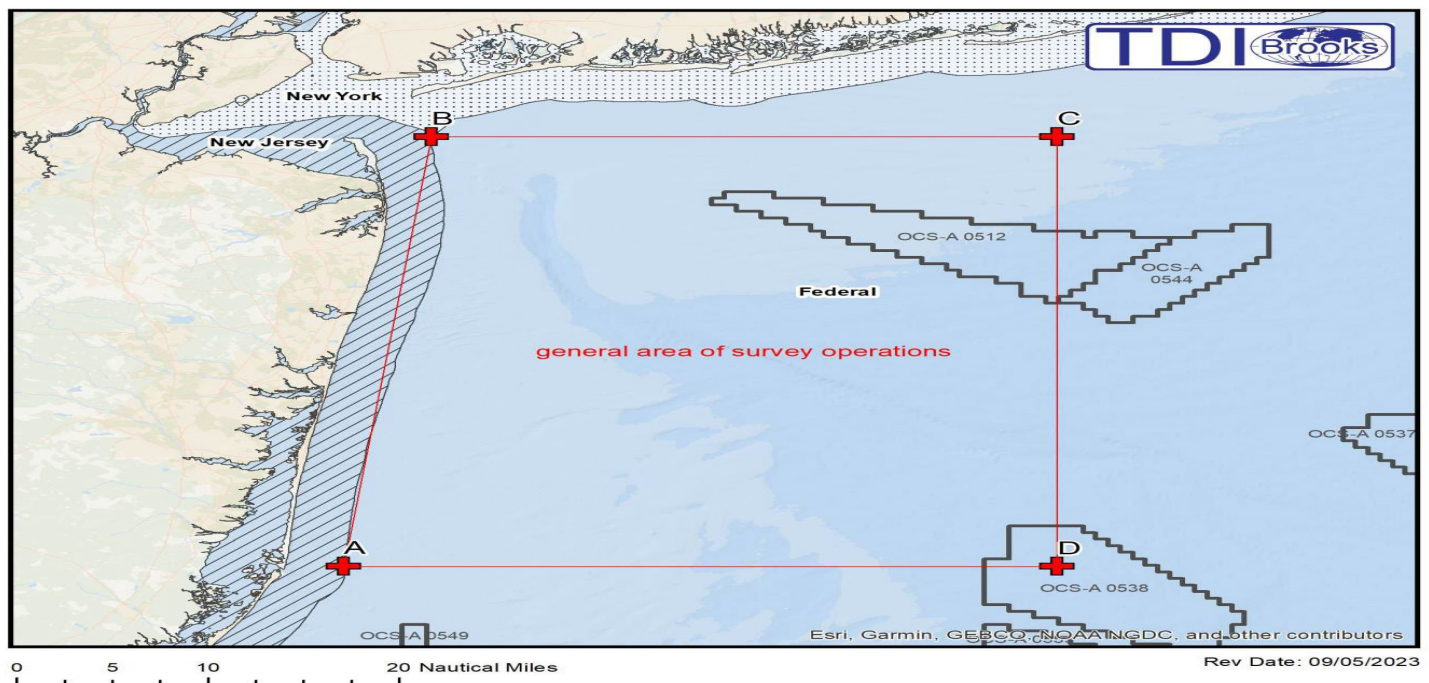 TDI Brooks
New York
B
C
New Jersey
OCS-A 0512
OCS-A
0544
Federal
general area of survey operations
OCS-A 0537
A
D
OCS-A 0538
OCS-A 0549
Esri, Garmin, GEBCO, NOAA NGDC, and other contributors
0 5 10 20 Nautical Miles
Rev Date: 09/05/2023